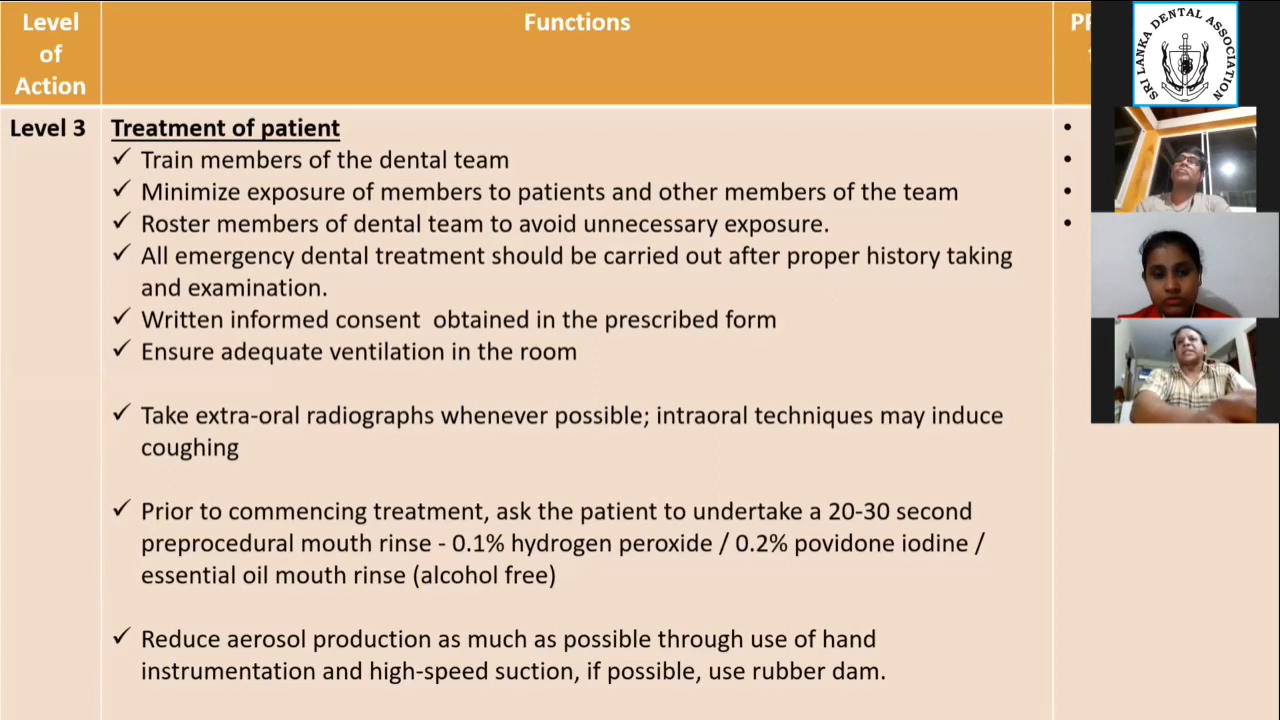 Level
of
Action
Functions
Level 3
Treatment of patient
✓ Train members of the dental team
✓ Minimize exposure of members to patients and other members of the team
✓ Roster members of dental team to avoid unnecessary exposure.
✓ All emergency dental treatment should be carried out after proper history taking
and examination.
✓ Written informed consent obtained in the prescribed form
✓ Ensure adequate ventilation in the room
✓ Take extra-oral radiographs whenever possible; intraoral techniques may induce
coughing
✓ Prior to commencing treatment, ask the patient to undertake a 20-30 second
preprocedural mouth rinse - 0.1% hydrogen peroxide / 0.2% povidone iodine /
essential oil mouth rinse (alcohol free)
✓ Reduce aerosol production as much as possible through use of hand
instrumentation and high-speed suction, if possible, use rubber dam.
SRI LANKA DENTAL ASSOCIATION